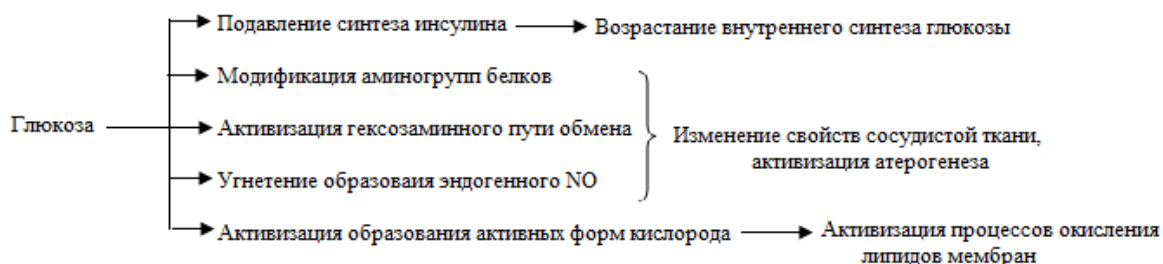 Подавление синтеза инсулина
Возрастание внутреннего синтеза глюкозы
Модификация аминогрупп белков
Глюкоза
Активизация гексозаминного пути обмена
Изменение свойств сосудистой ткани,
активизация атерогенеза
Угнетение образоваия эндогенного NO
Активизация образования активных форм кислорода
Активизация процессов окисления
липидов мембран